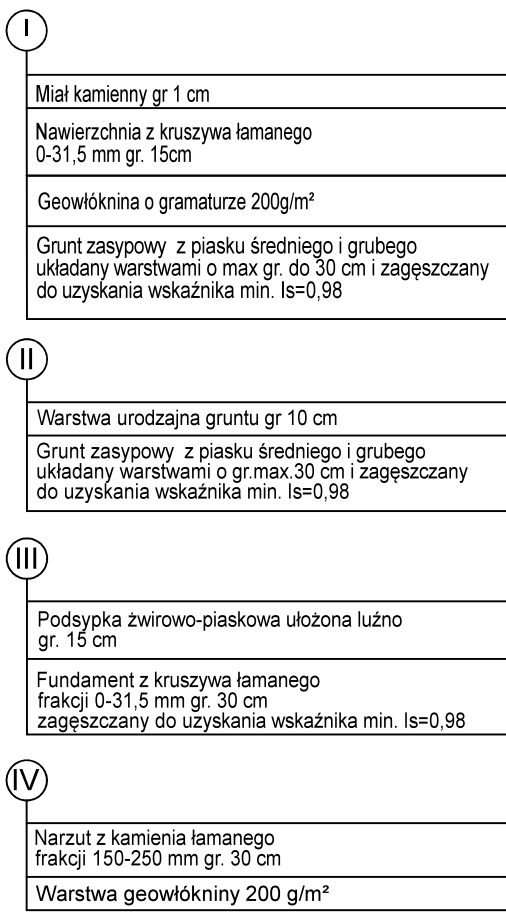 I
Miał kamienny gr 1 cm
Nawierzchnia z kruszywa łamanego
0-31,5 mm gr. 15cm
Geowłóknina o gramaturze 200g/m²
Grunt zasypowy z piasku średniego i grubego
układany warstwami o max gr. do 30 cm i zagęszczany
do uzyskania wskaźnika min. Is=0,98
II
Warstwa urodzajna gruntu gr 10 cm
Grunt zasypowy z piasku średniego i grubego
układany warstwami o gr.max.30 cm i zagęszczany
do uzyskania wskaźnika min. Is=0,98
III
Podsypka żwirowo-piaskowa ułożona luźno
gr. 15 cm
Fundament z kruszywa łamanego
frakcji 0-31,5 mm gr. 30 cm
zagęszczany do uzyskania wskaźnika min. Is=0,98
IV
Narzut z kamienia łamanego
frakcji 150-250 mm gr. 30 cm
Warstwa geowłókniny 200 g/m²